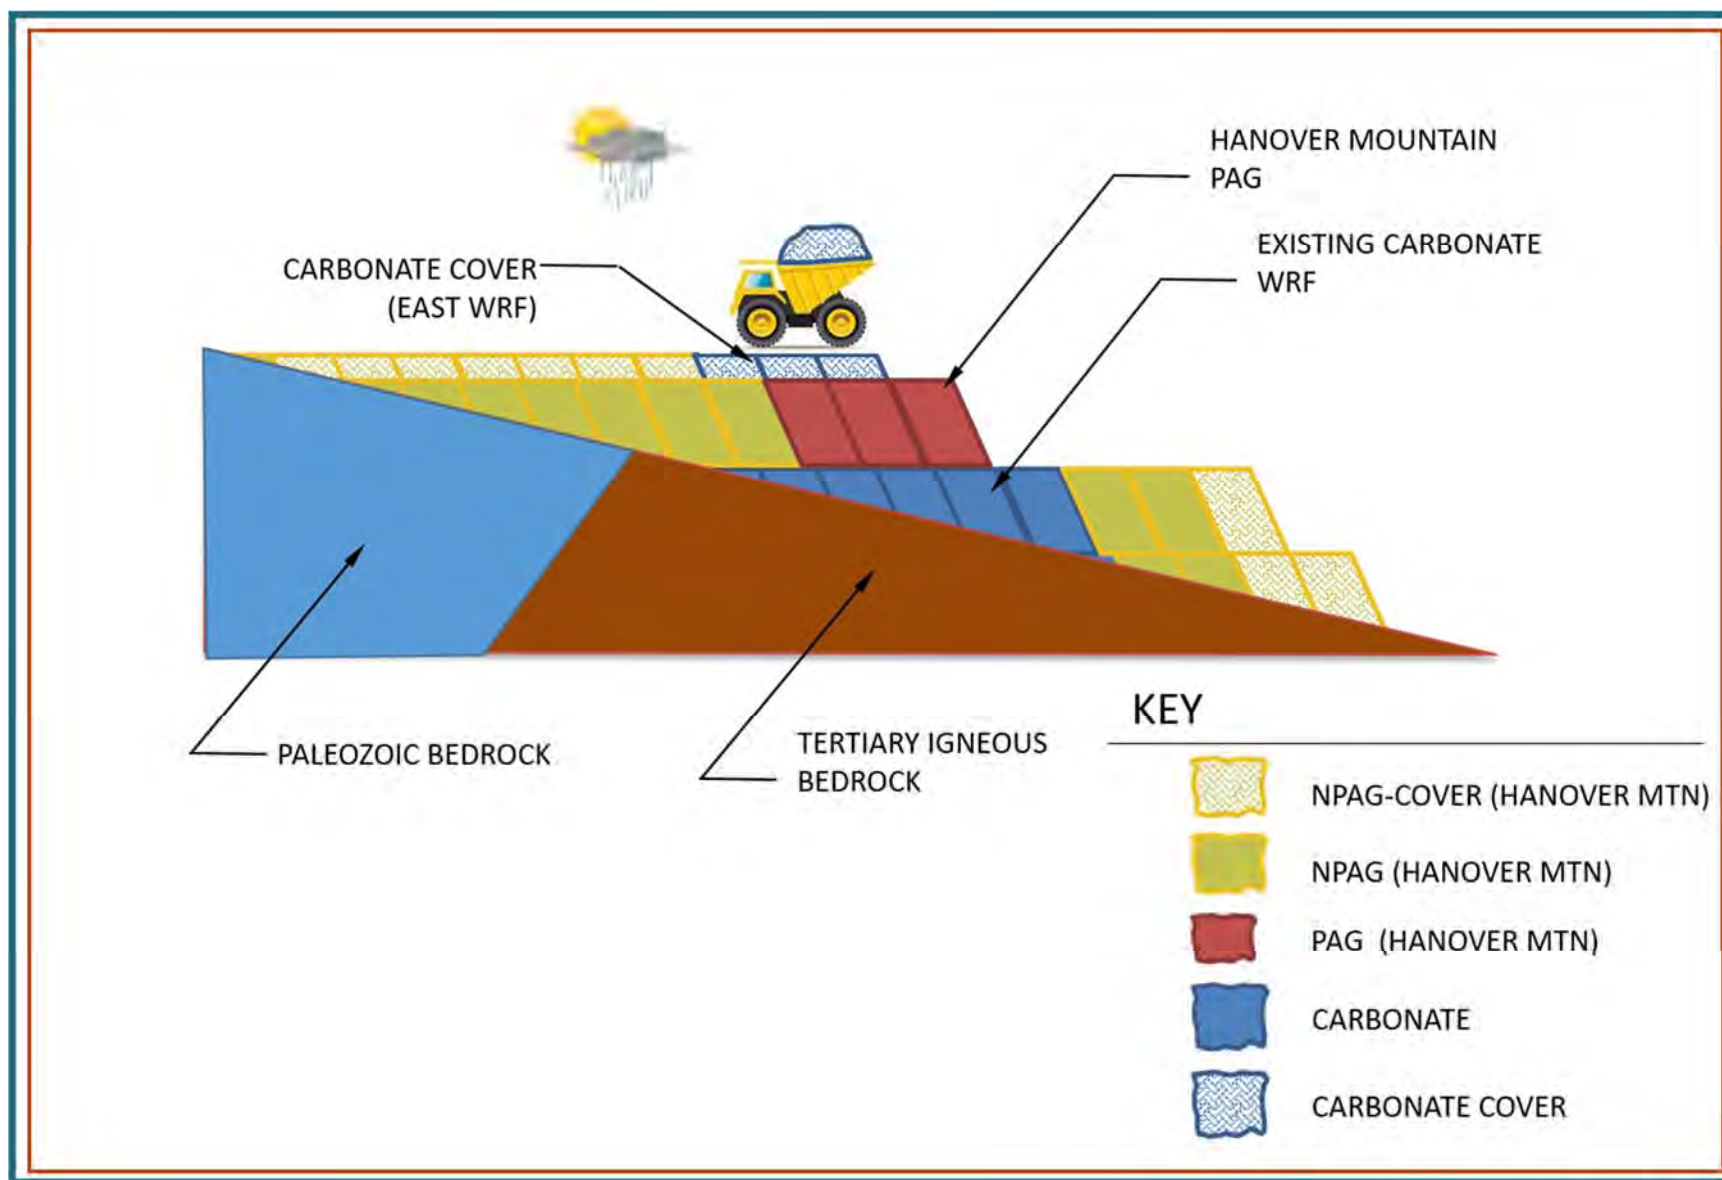 HANOVER MOUNTAIN
PAG
EXISTING CARBONATE
WRF
CARBONATE COVER
(EAST WRF)
PALEOZOIC BEDROCK
TERTIARY IGNEOUS
BEDROCK
KEY
NPAG-COVER (HANOVER MTN)
NPAG (HANOVER MTN)
PAG (HANOVER MTN)
CARBONATE
CARBONATE COVER